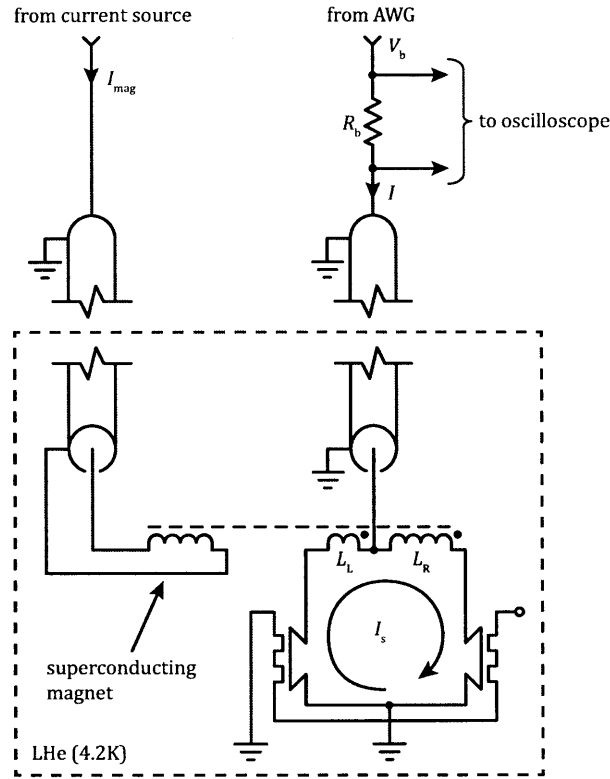 from current source
from AWG
V_b
I_mag
R_b
to oscilloscope
I
L_L
L_R
I_s
superconducting
magnet
LHe (4.2K)